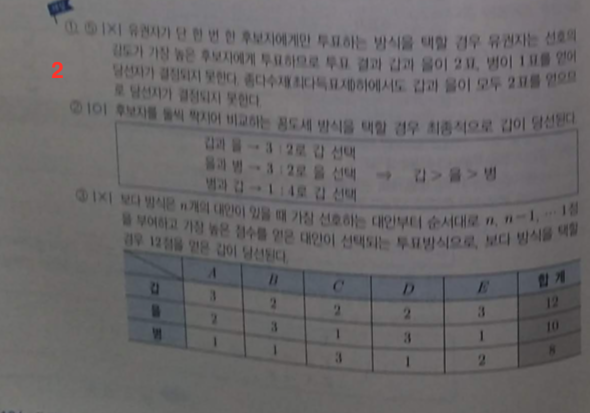 2
①, ⑤ [×] 유권자가 단 한 번 한 후보자에게만 투표하는 방식을 택할 경우 유권자는 선호의
강도가 가장 높은 후보자에게 투표하므로 투표 결과 갑과 을이 2표, 병이 1표를 얻어
당선자가 결정되지 못한다. 종다수제(최다득표제)하에서도 갑과 을이 모두 2표를 얻으므
로 당선자가 결정되지 못한다.
② [○] 후보자를 둘씩 짝지어 비교하는 꽁도세 방식을 택할 경우 최종적으로 갑이 당선된다.
갑과 을 → 3 : 2로 갑 선택
을과 병 → 3 : 2로 을 선택 ⇒ 갑 > 을 > 병
병과 갑 → 1 : 4로 갑 선택
③ [×] 보다 방식은 n개의 대안이 있을 때 가장 선호하는 대안부터 순서대로 n, n-1, … 1점
을 부여하고 가장 높은 점수를 얻은 대안이 선택되는 투표방식으로, 보다 방식을 택할
경우 12점을 얻은 갑이 당선된다.
A B C D E 합계
갑 3 2 2 2 3 12
을 2 3 1 3 1 10
병 1 1 3 1 2 8